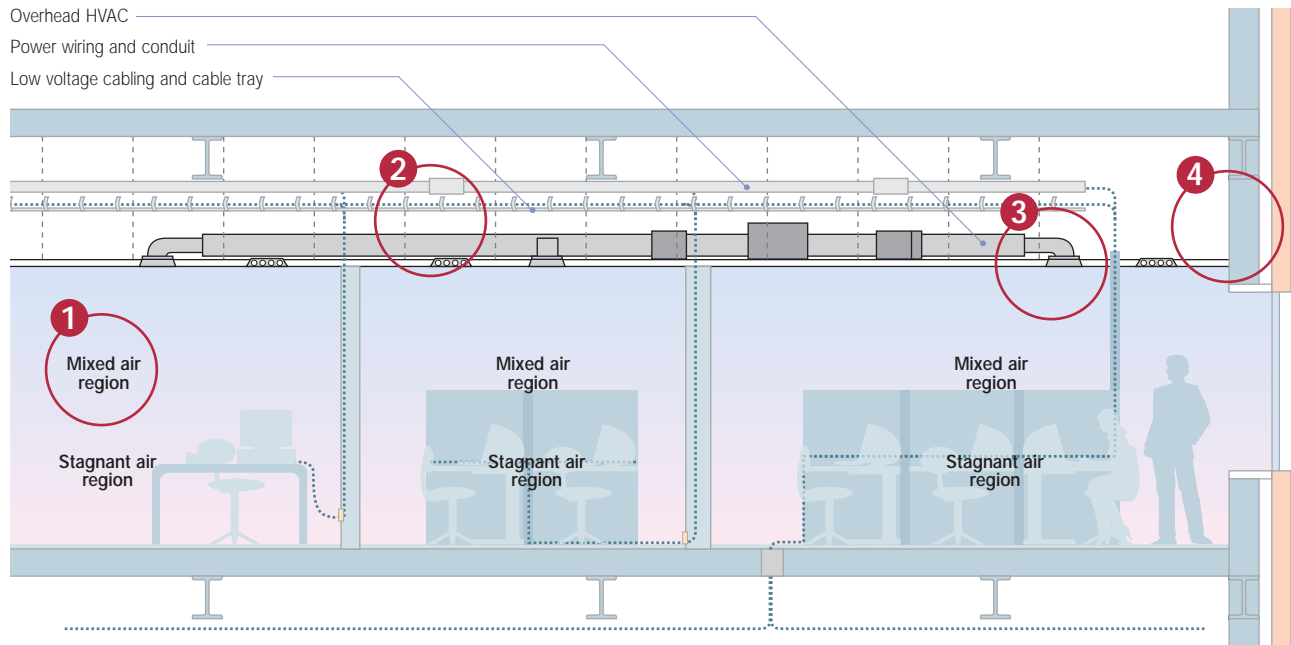 Overhead HVAC
Power wiring and conduit
Low voltage cabling and cable tray
2
4
3
1
Mixed air
region
Mixed air
region
Mixed air
region
Stagnant air
region
Stagnant air
region
Stagnant air
region